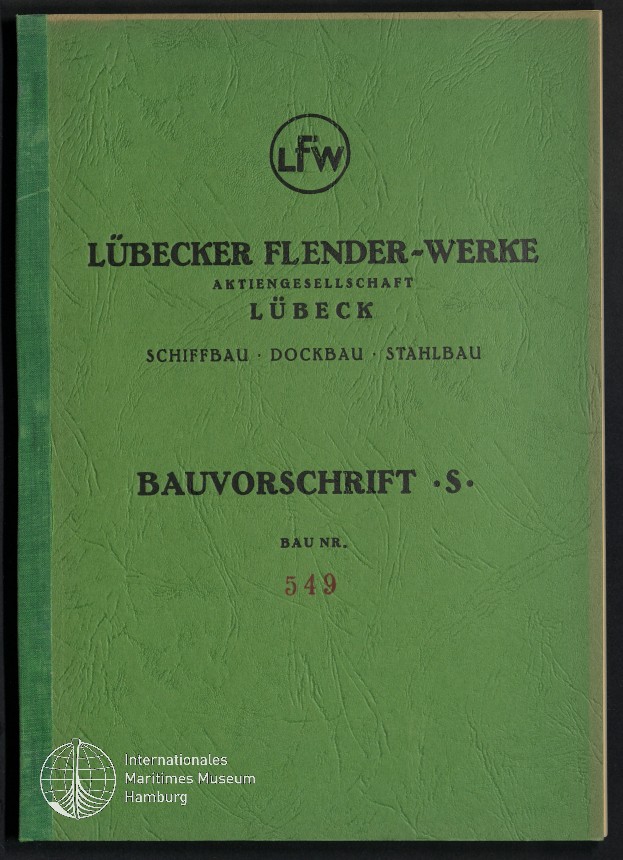 LFW
LÜBECKER FLENDER-WERKE
AKTIENGESELLSCHAFT
LÜBECK
SCHIFFBAU · DOCKBAU · STAHLBAU
BAUVORSCHRIFT ·S·
BAU NR.
549
Internationales
Maritimes Museum
Hamburg